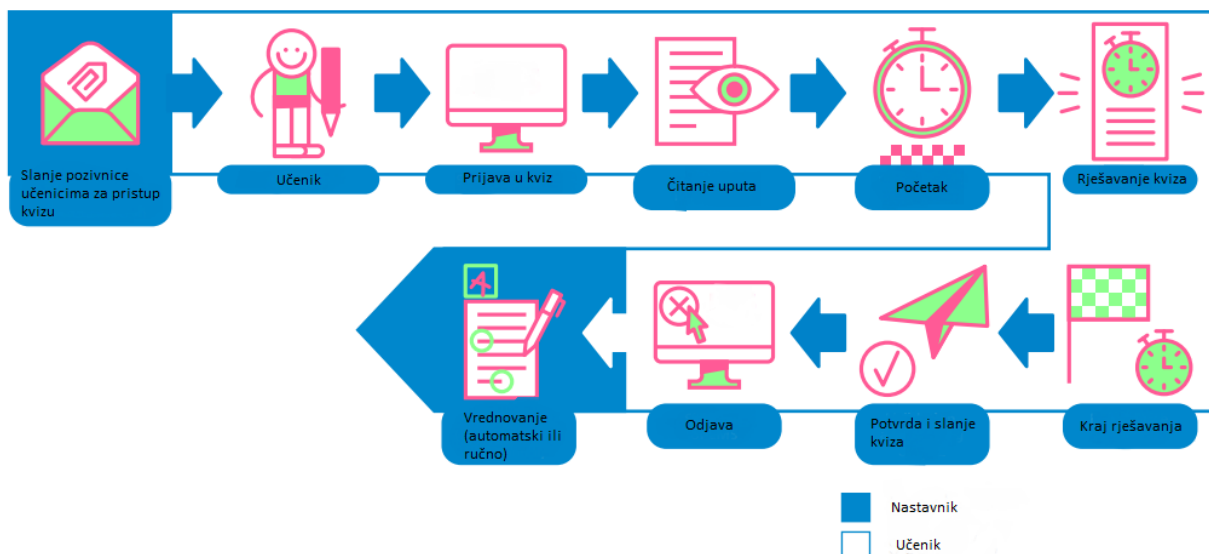 Slanje pozivnice
učenicima za pristup
kvizu
Učenik
Prijava u kviz
Čitanje uputa
Početak
Rješavanje kviza
Vrednovanje
(automatski ili
ručno)
Odjava
Potvrda i slanje
kviza
Kraj rješavanja
Nastavnik
Učenik